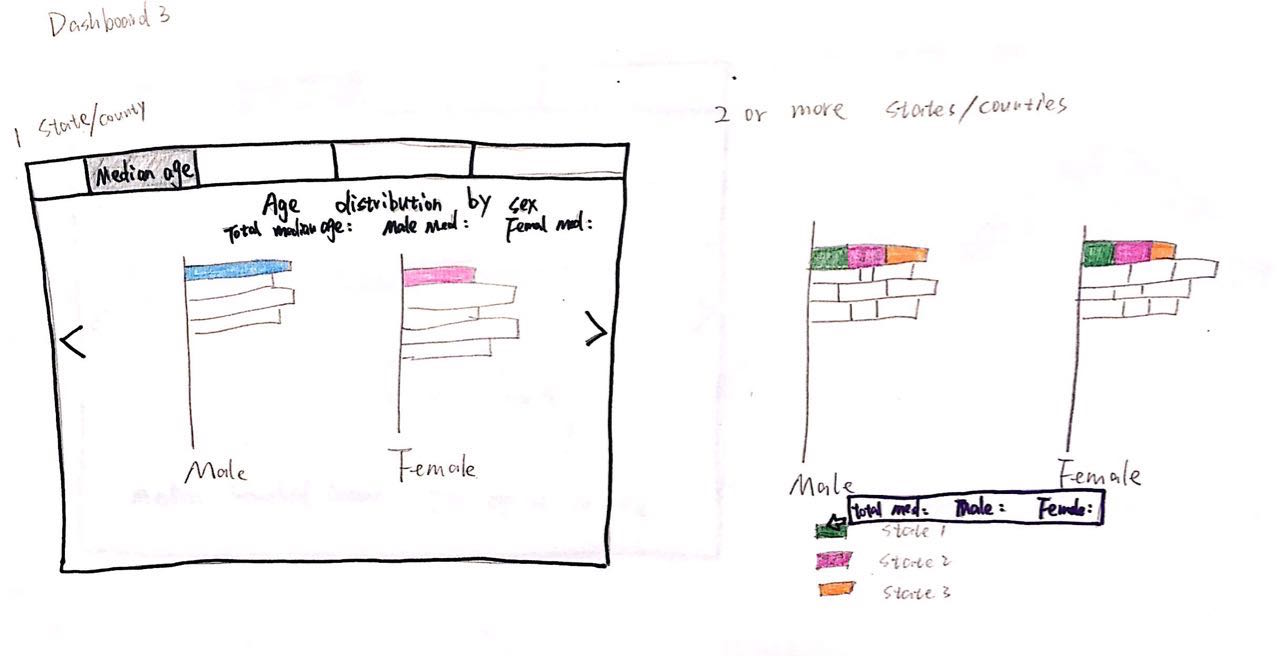 Dashboard 3
1 state/county
Median age
Age distribution by sex
Total median age: Male Med: Femal med:
Male Female
2 or more states/counties
Male Female
Total med: Male: Female:
State 1
State 2
State 3